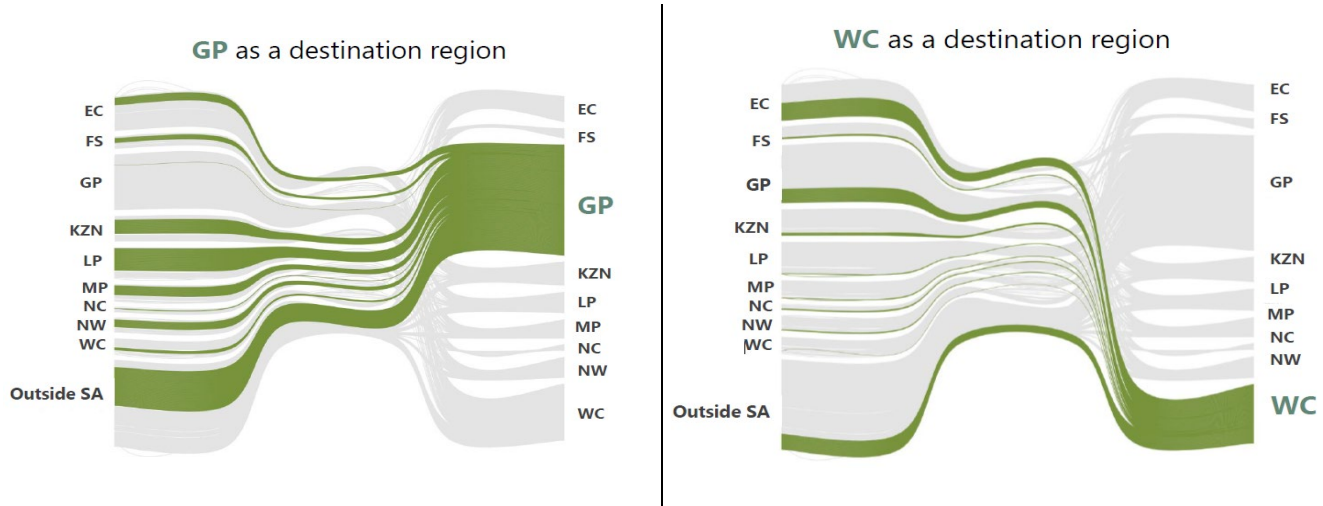 GP as a destination region
EC
FS
GP
KZN
LP
MP
NC
NW
WC
Outside SA
EC
FS
GP
KZN
LP
MP
NC
NW
WC
WC as a destination region
EC
FS
GP
KZN
LP
MP
NC
NW
WC
Outside SA
EC
FS
GP
KZN
LP
MP
NC
NW
WC